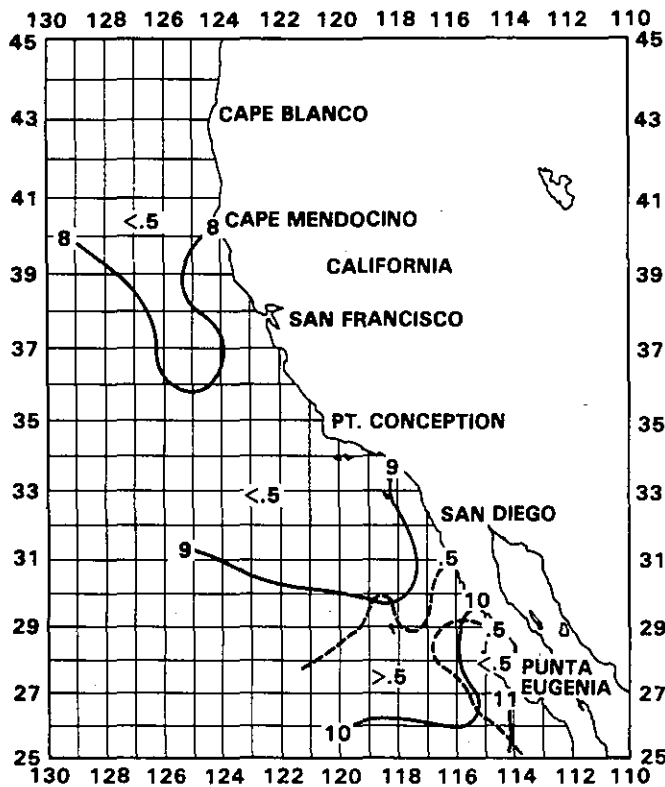 130 128 126 124 122 120 118 116 114 112 110
45 45
43 CAPE BLANCO 43
41 41
<.5 8 CAPE MENDOCINO
8
39 CALIFORNIA 39
SAN FRANCISCO
37 37
35 PT. CONCEPTION 35
9
33 <.5 33
SAN DIEGO
9
31 .5 31
10
29 .5 29
<.5 PUNTA
>.5 EUGENIA
27 11 27
10
25 25
130 128 126 124 122 120 118 116 114 112 110